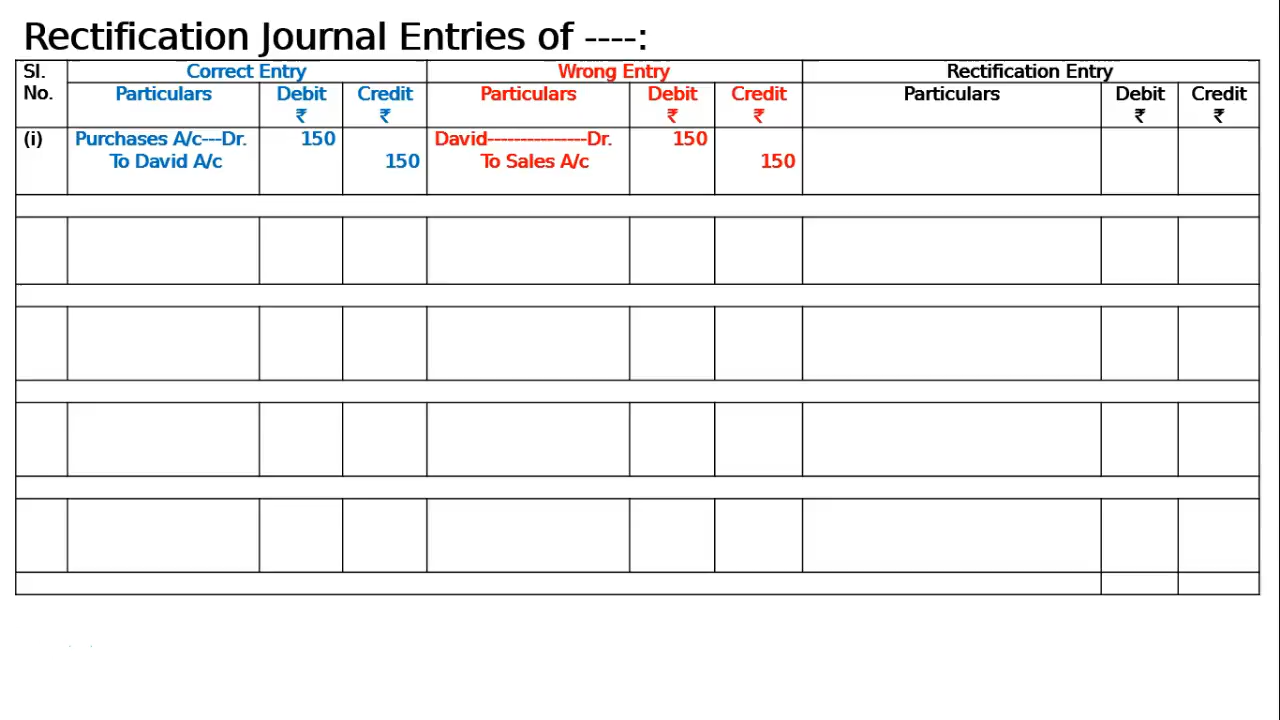 Rectification Journal Entries of ----:
Sl. No. Correct Entry Wrong Entry Rectification Entry
Particulars Debit ₹ Credit ₹ Particulars Debit ₹ Credit ₹ Particulars Debit ₹ Credit ₹
(i) Purchases A/c---Dr. 150 David---------------Dr. 150
To David A/c 150 To Sales A/c 150